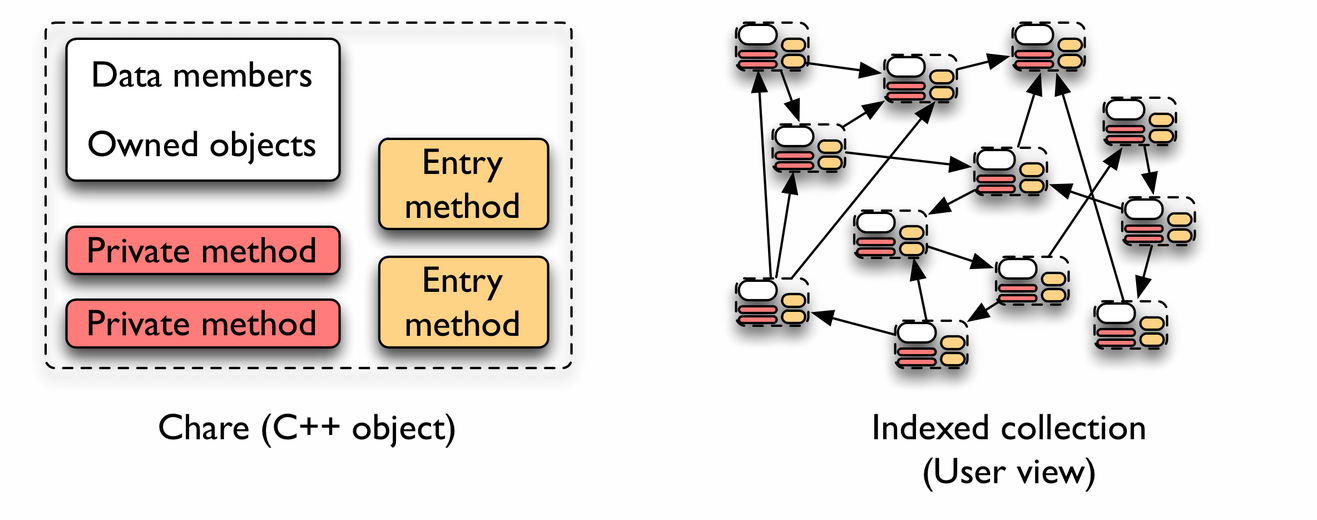 Data members
Owned objects
Private method
Private method
Entry
method
Entry
method
Chare (C++ object)
Indexed collection
(User view)